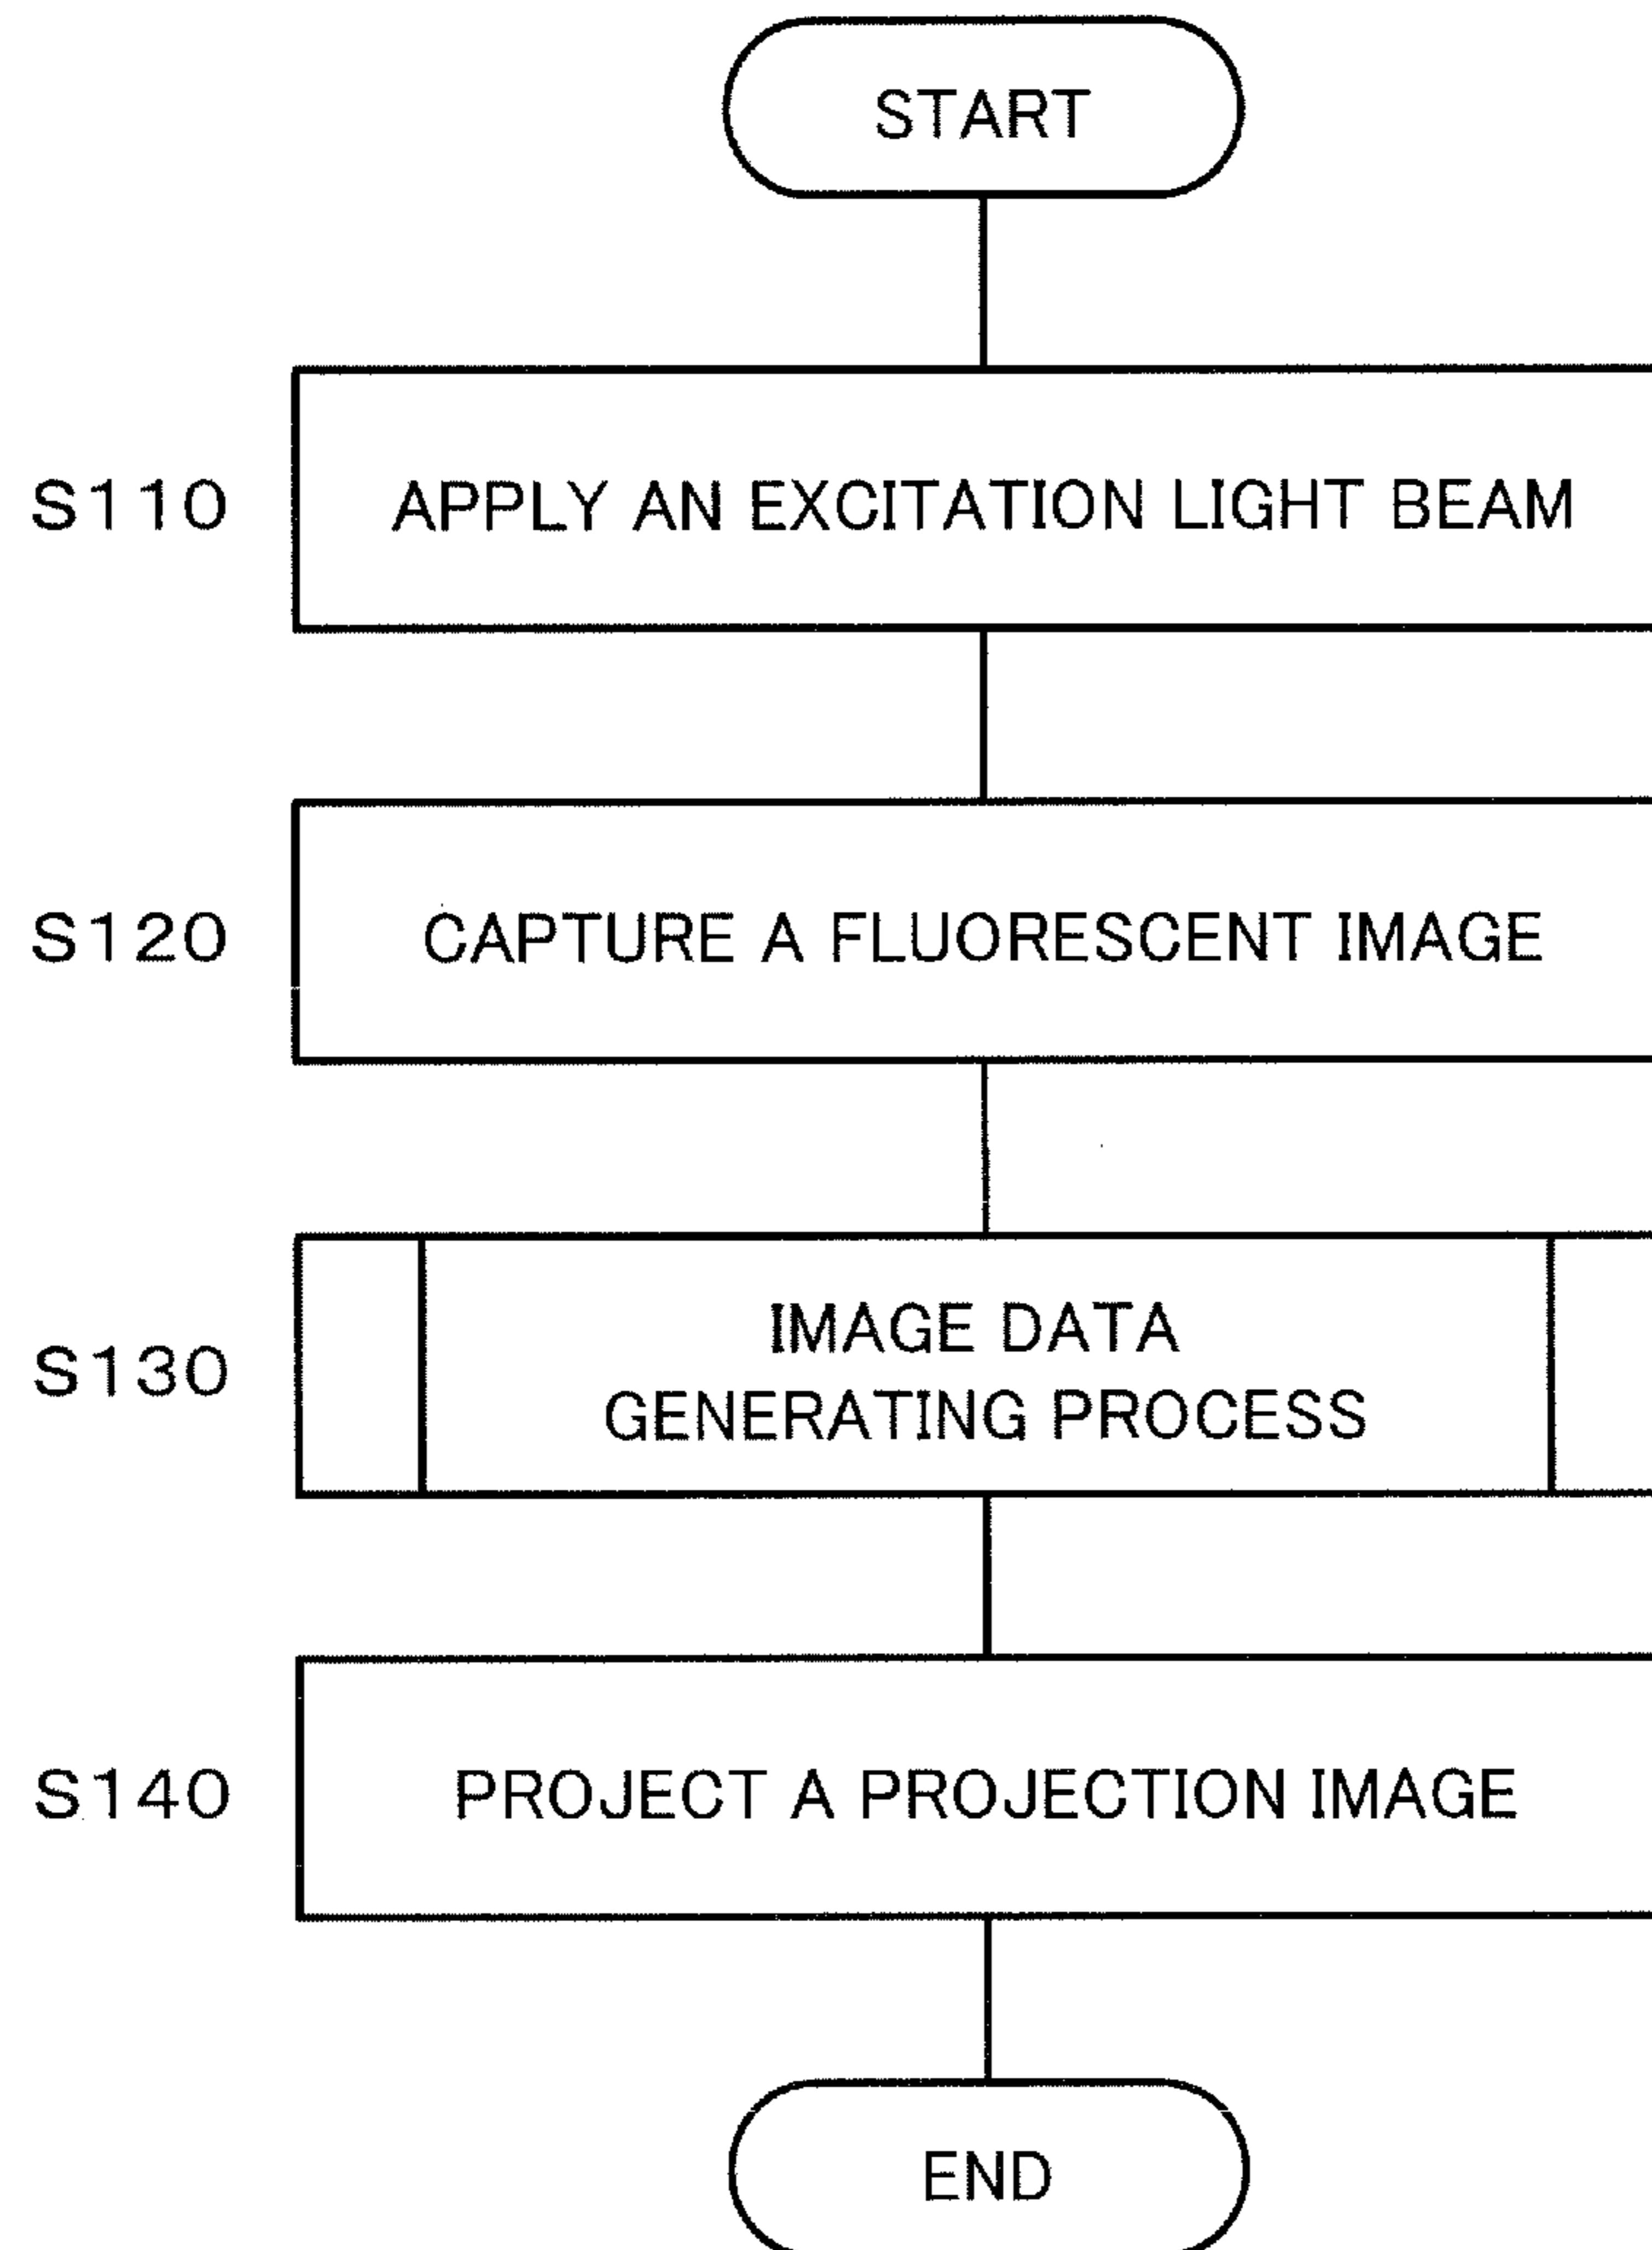 START
S110 APPLY AN EXCITATION LIGHT BEAM
S120 CAPTURE A FLUORESCENT IMAGE
S130 IMAGE DATA
GENERATING PROCESS
S140 PROJECT A PROJECTION IMAGE
END